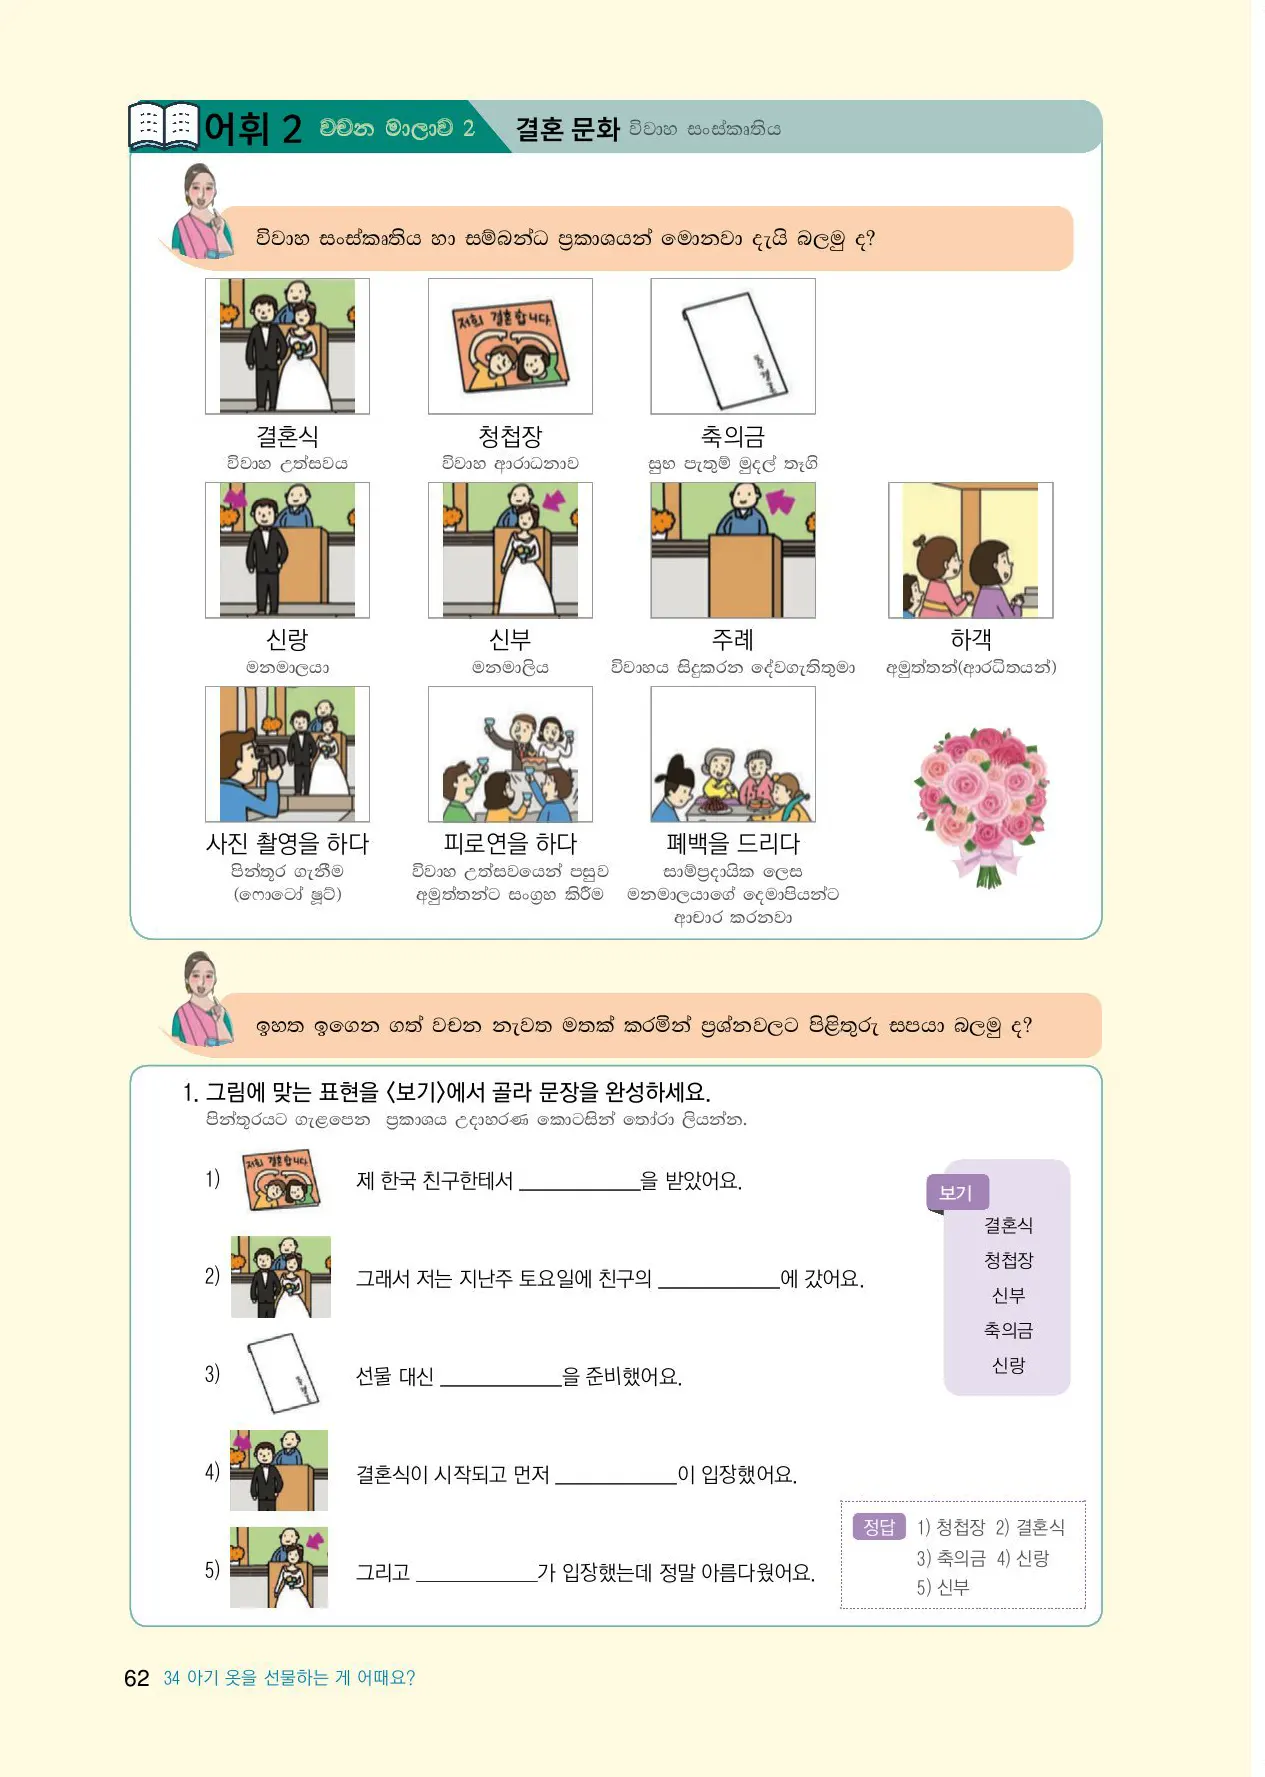 어휘 2 වචන මාලාව 2 결혼 문화 විවාහ සංස්කෘතිය
විවාහ සංස්කෘතිය හා සම්බන්ධ ප්‍රකාශයන් මොනවා දැයි බලමු ද?
저희 결혼합니다.
결혼식 청첩장 축의금
විවාහ උත්සවය විවාහ ආරාධනාව සුභ පැතුම් මුදල් තෑගි
신랑 신부 주례 하객
මනමාලයා මනමාලිය විවාහය සිදුකරන දේවගැතිතුමා අමුත්තන්(ආරධිතයන්)
사진 촬영을 하다 피로연을 하다 폐백을 드리다
පින්තූර ගැනීම විවාහ උත්සවයෙන් පසුව සාම්ප්‍රදායික ලෙස
(ෆොටෝ ෂූට්) අමුත්තන්ට සංග්‍රහ කිරීම මනමාලයාගේ දෙමාපියන්ට
ආචාර කරනවා
ඉහත ඉගෙන ගත් වචන නැවත මතක් කරමින් ප්‍රශ්නවලට පිළිතුරු සපයා බලමු ද?
1. 그림에 맞는 표현을 〈보기〉에서 골라 문장을 완성하세요.
පින්තූරයට ගැළපෙන ප්‍රකාශය උදාහරණ කොටසින් තෝරා ලියන්න.
1) 저희 결혼합니다. 제 한국 친구한테서 ___________을 받았어요.
2) 그래서 저는 지난주 토요일에 친구의 ___________에 갔어요.
3) 선물 대신 ___________을 준비했어요.
4) 결혼식이 시작되고 먼저 ___________이 입장했어요.
5) 그리고 ___________가 입장했는데 정말 아름다웠어요.
보기
결혼식
청첩장
신부
축의금
신랑
정답 1) 청첩장 2) 결혼식
3) 축의금 4) 신랑
5) 신부
62 34 아기 옷을 선물하는 게 어때요?